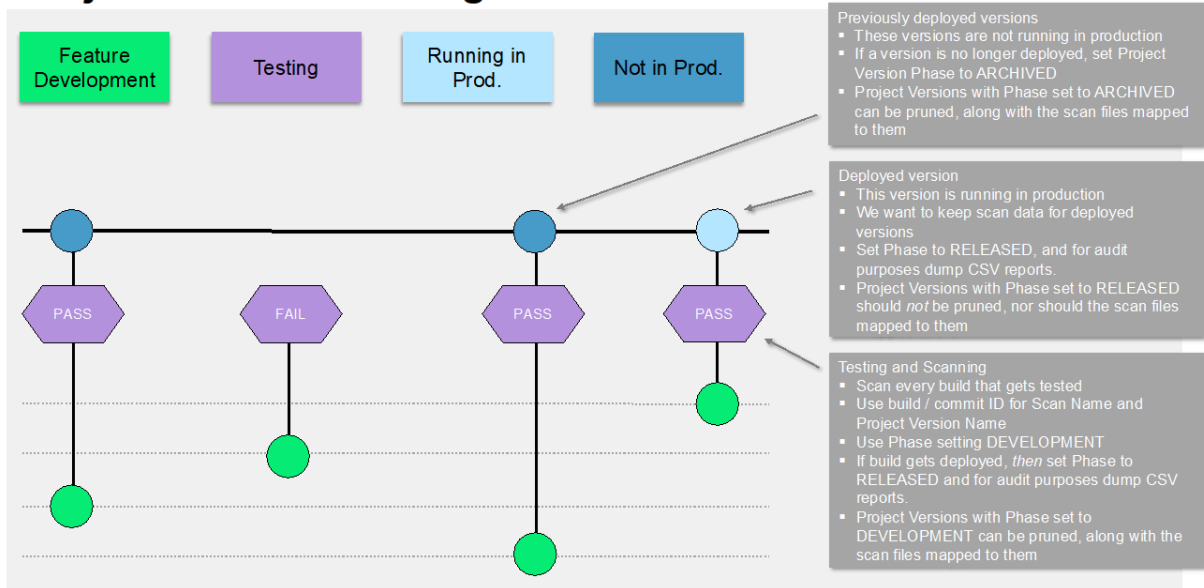 Feature
Development
Testing
Running in
Prod.
Not in Prod.
Previously deployed versions
▪ These versions are not running in production
▪ If a version is no longer deployed, set Project
Version Phase to ARCHIVED
▪ Project Versions with Phase set to ARCHIVED
can be pruned, along with the scan files mapped
to them
Deployed version
▪ This version is running in production
▪ We want to keep scan data for deployed
versions
▪ Set Phase to RELEASED, and for audit
purposes dump CSV reports.
▪ Project Versions with Phase set to RELEASED
should not be pruned, nor should the scan files
mapped to them
PASS
FAIL
PASS
PASS
Testing and Scanning
▪ Scan every build that gets tested
▪ Use build / commit ID for Scan Name and
Project Version Name
▪ Use Phase setting DEVELOPMENT
▪ If build gets deployed, then set Phase to
RELEASED and for audit purposes dump CSV
reports.
▪ Project Versions with Phase set to
DEVELOPMENT can be pruned, along with the
scan files mapped to them